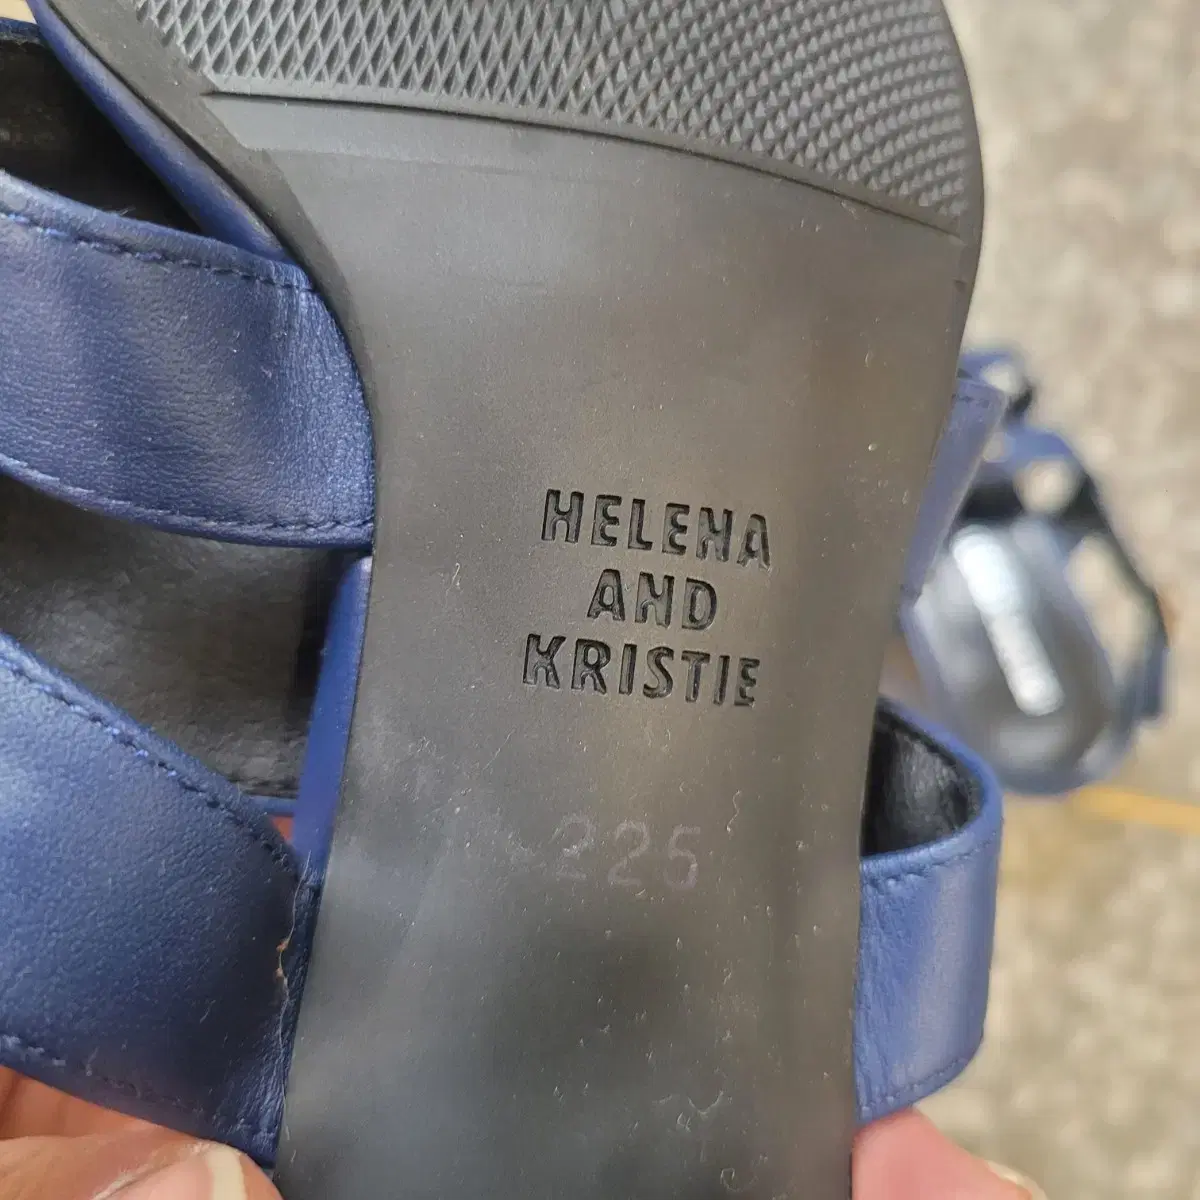 HELENA
AND
KRISTIE
225